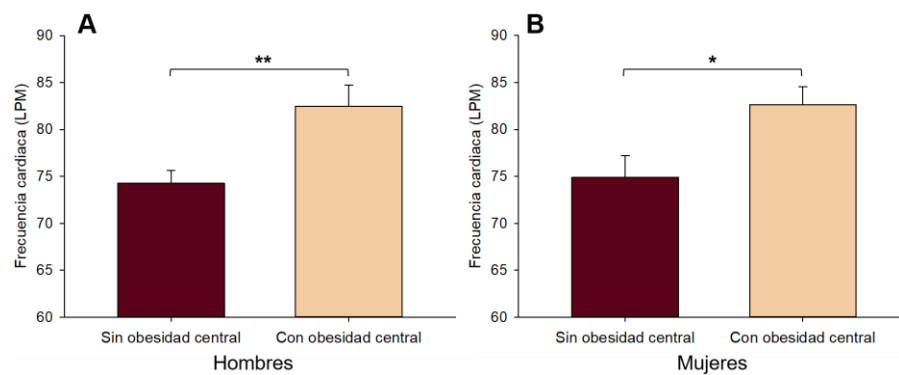 A
Frecuencia cardiaca (LPM)
90
85
80
75
70
65
60
**
Sin obesidad central
Con obesidad central
Hombres
B
Frecuencia cardiaca (LPM)
90
85
80
75
70
65
60
*
Sin obesidad central
Con obesidad central
Mujeres